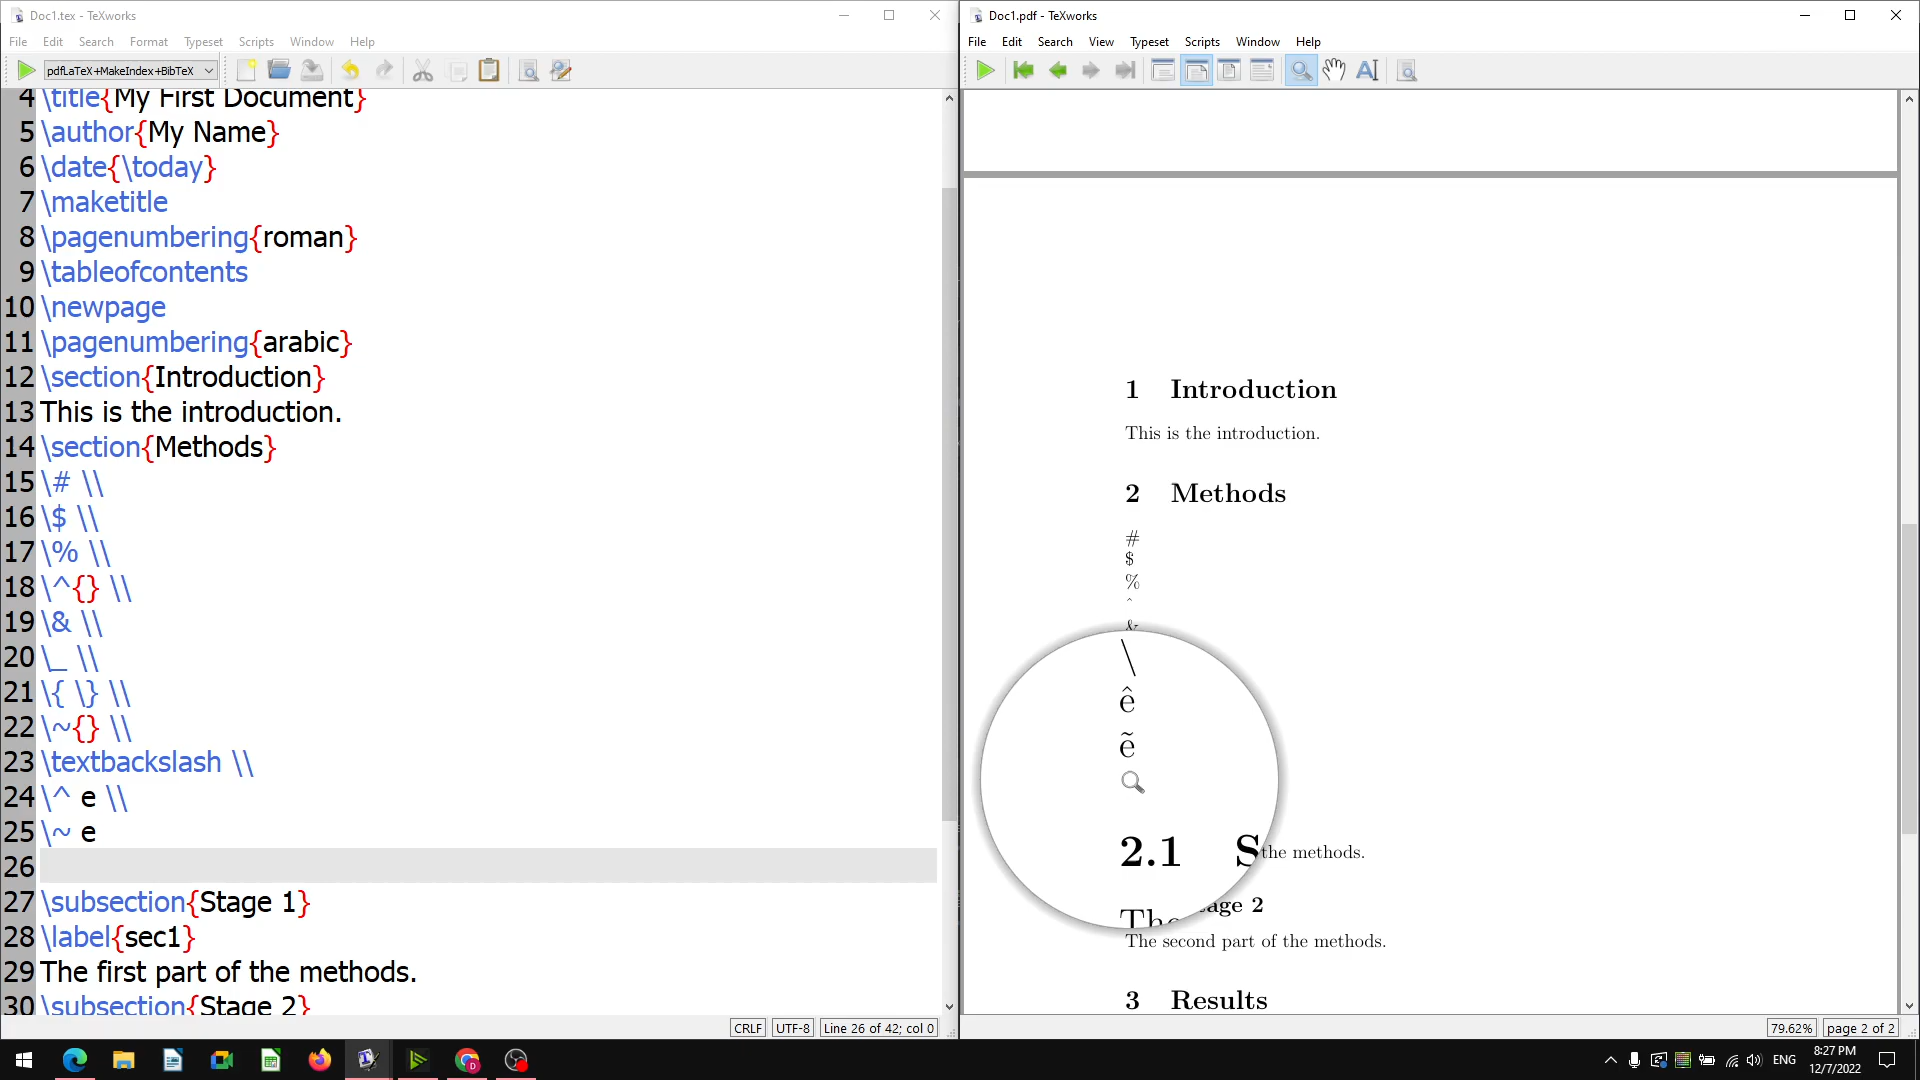 Doc1.tex - TeXworks
File Edit Search Format Typeset Scripts Window Help
pdfLaTeX+MakeIndex+BibTeX
4 \title{My First Document}
5 \author{My Name}
6 \date{\today}
7 \maketitle
8 \pagenumbering{roman}
9 \tableofcontents
10 \newpage
11 \pagenumbering{arabic}
12 \section{Introduction}
13 This is the introduction.
14 \section{Methods}
15 \# \\
16 \$ \\
17 \% \\
18 \^{} \\
19 \& \\
20 \_ \\
21 \{ \} \\
22 \~{} \\
23 \textbackslash \\
24 \^ e \\
25 \~ e
26
27 \subsection{Stage 1}
28 \label{sec1}
29 The first part of the methods.
30 \subsection{Stage 2}
CRLF UTF-8 Line 26 of 42; col 0
Doc1.pdf - TeXworks
File Edit Search View Typeset Scripts Window Help
1 Introduction
This is the introduction.
2 Methods
#
$
%
^
&
\
ê
ẽ
2.1 S
the methods.
The
age 2
The second part of the methods.
3 Results
79.62% page 2 of 2
ENG
8:27 PM
12/7/2022